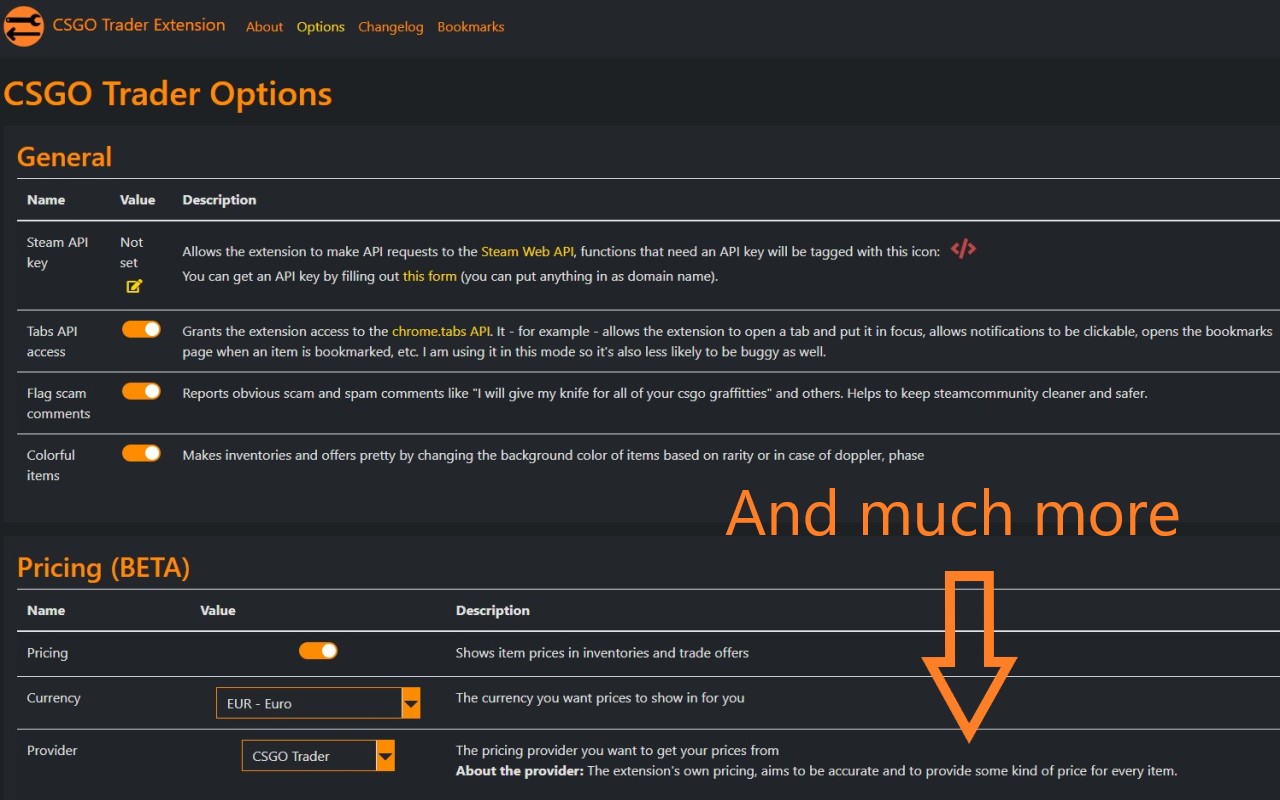 CSGO Trader Extension About Options Changelog Bookmarks
CSGO Trader Options
General
Name Value Description
Steam API key
Not set
Allows the extension to make API requests to the Steam Web API, functions that need an API key will be tagged with this icon: </>
You can get an API key by filling out this form (you can put anything in as domain name).
Tabs API access
Grants the extension access to the chrome.tabs API. It - for example - allows the extension to open a tab and put it in focus, allows notifications to be clickable, opens the bookmarks
page when an item is bookmarked, etc. I am using it in this mode so it's also less likely to be buggy as well.
Flag scam comments
Reports obvious scam and spam comments like "I will give my knife for all of your csgo graffitties" and others. Helps to keep steamcommunity cleaner and safer.
Colorful items
Makes inventories and offers pretty by changing the background color of items based on rarity or in case of doppler, phase
And much more
Pricing (BETA)
Name Value Description
Pricing Shows item prices in inventories and trade offers
Currency EUR - Euro The currency you want prices to show in for you
Provider CSGO Trader The pricing provider you want to get your prices from
About the provider: The extension's own pricing, aims to be accurate and to provide some kind of price for every item.